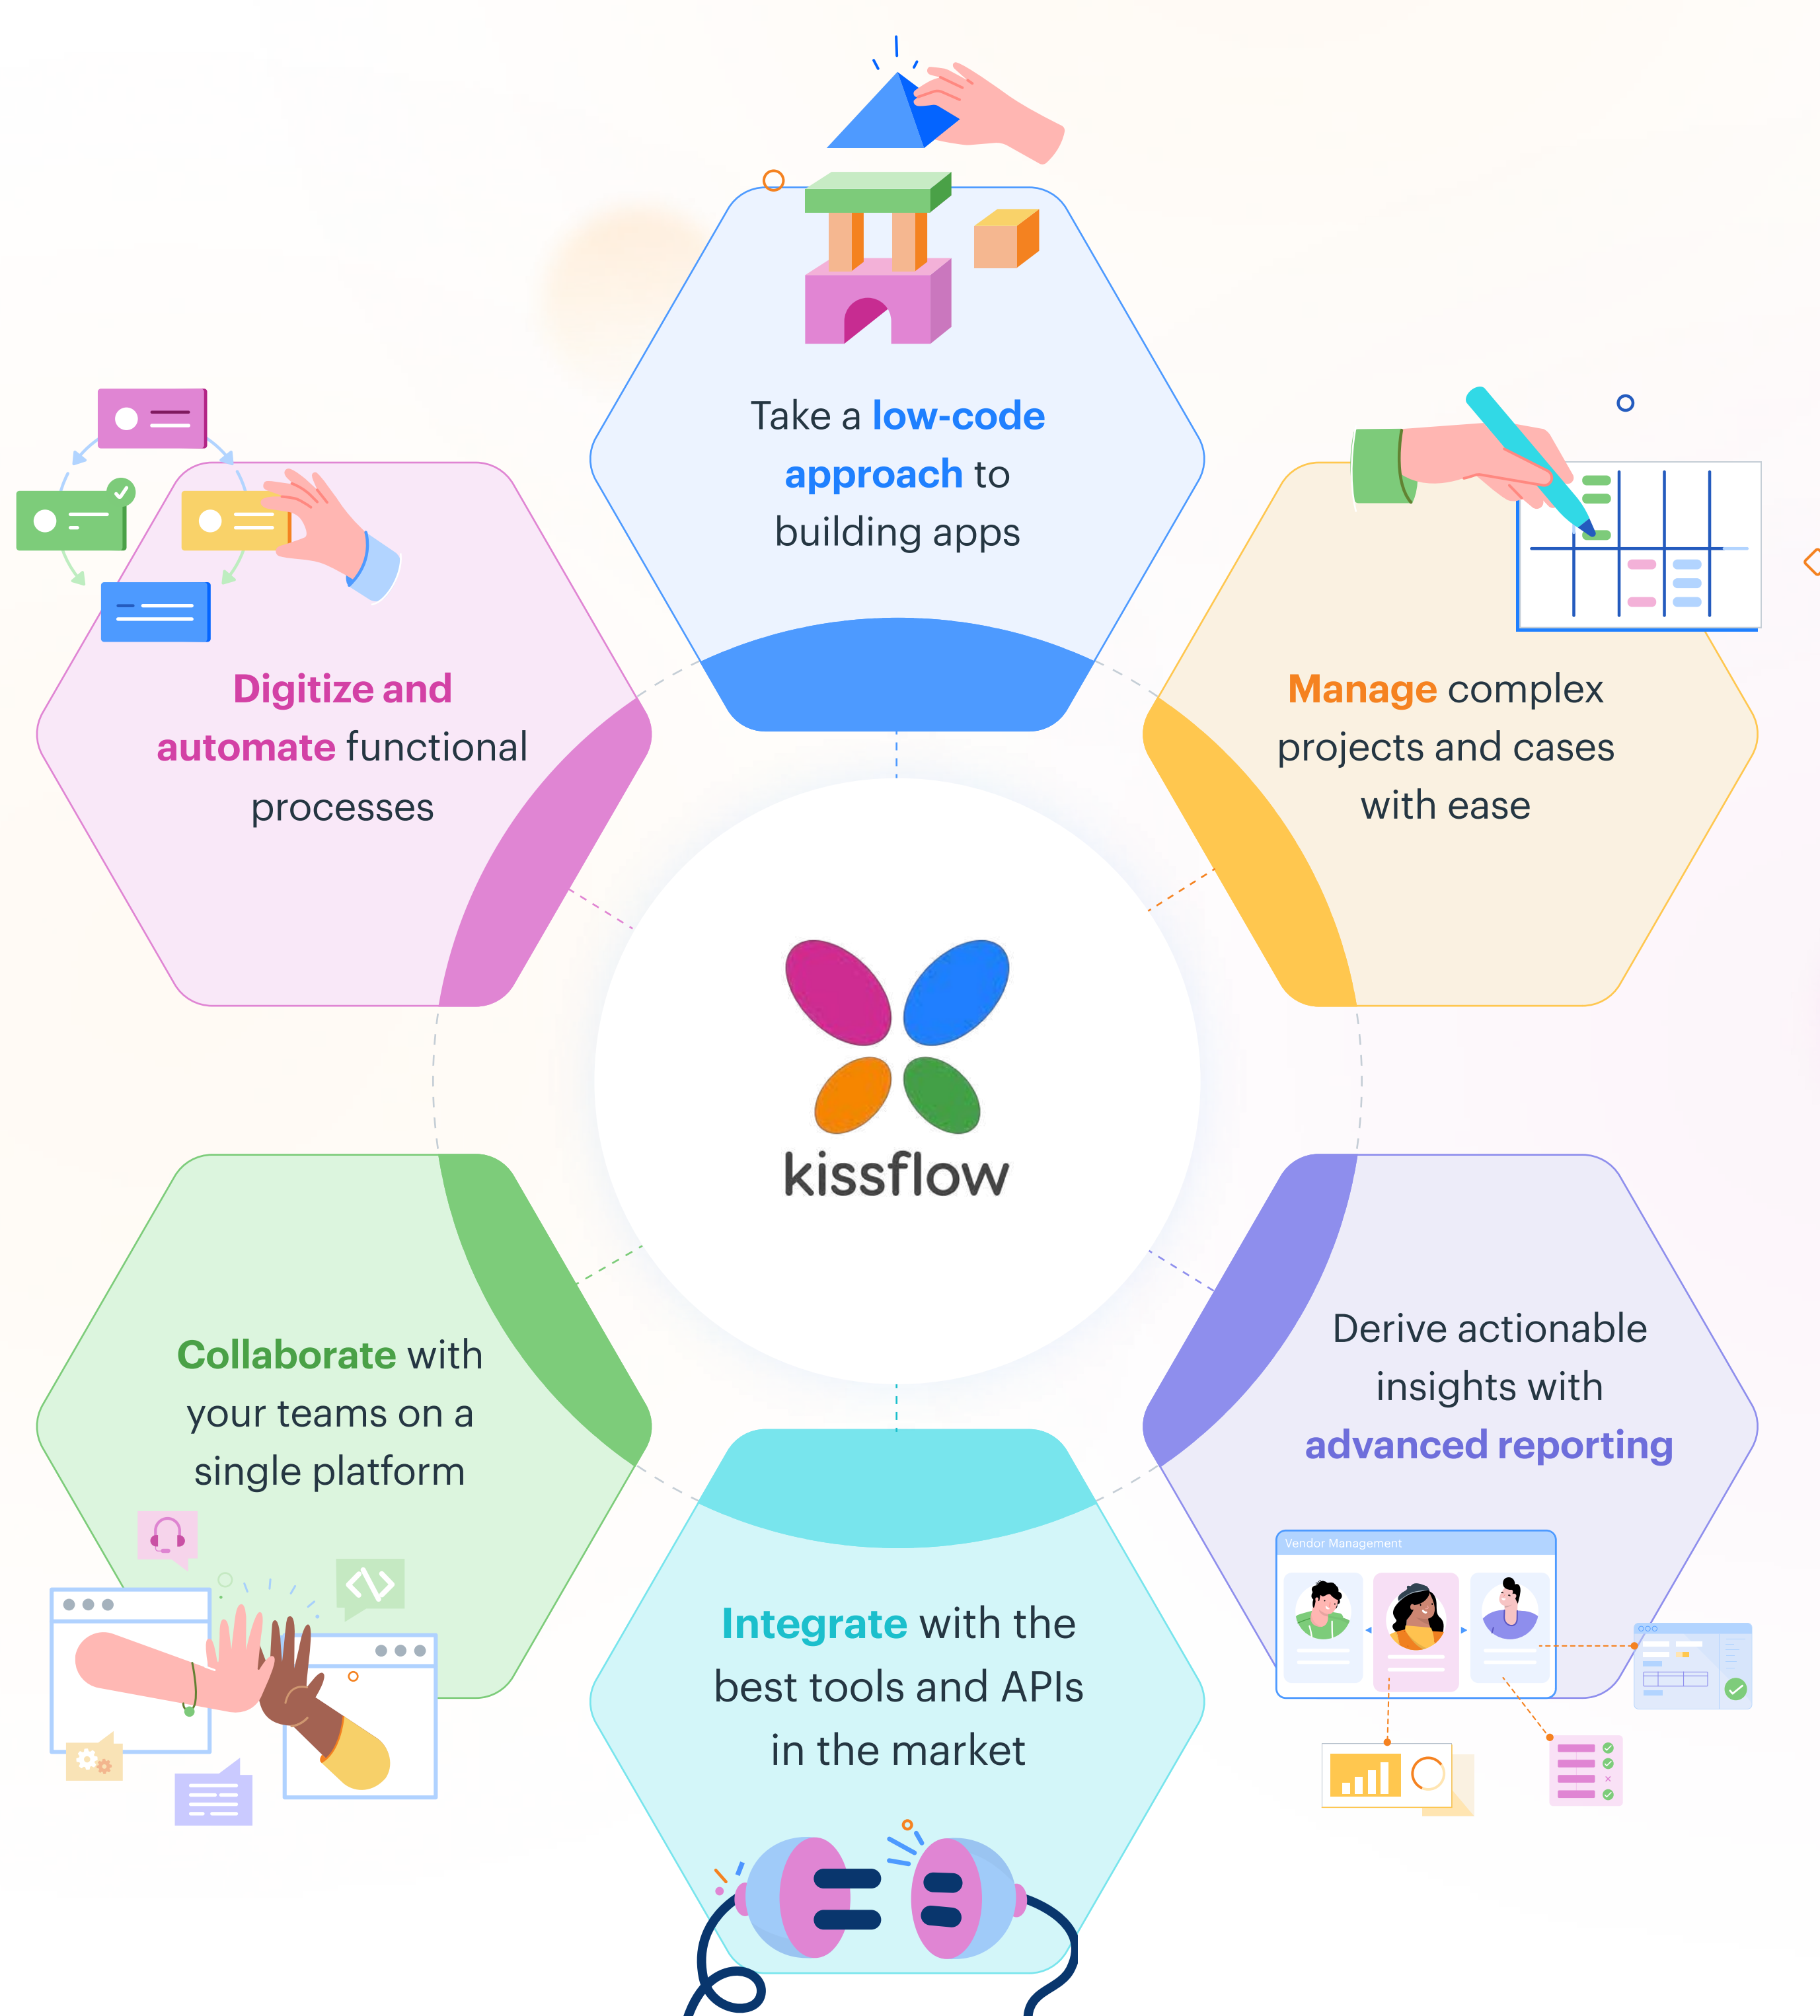 Take a low-code
approach to
building apps
Digitize and
automate functional
processes
Manage complex
projects and cases
with ease
kissflow
Collaborate with
your teams on a
single platform
Derive actionable
insights with
advanced reporting
Vendor Management
Integrate with the
best tools and APIs
in the market